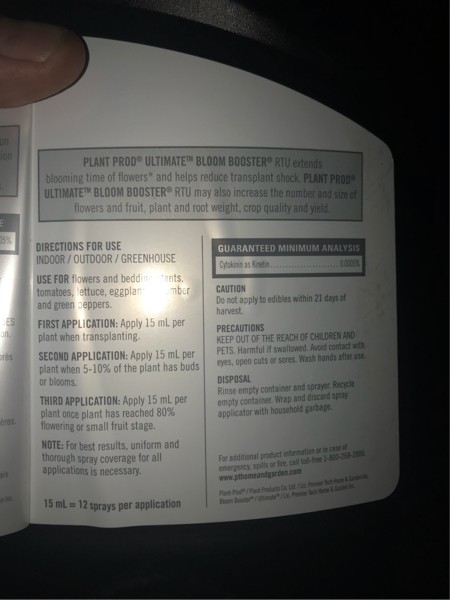 PLANT PROD® ULTIMATE™ BLOOM BOOSTER® RTU extends
blooming time of flowers* and helps reduce transplant shock. PLANT PROD®
ULTIMATE™ BLOOM BOOSTER® RTU may also increase the number and size of
flowers and fruit, plant and root weight, crop quality and yield.
DIRECTIONS FOR USE
INDOOR / OUTDOOR / GREENHOUSE
USE FOR flowers and bedding
tomatoes, lettuce,
and green peppers.
FIRST APPLICATION: Apply 15 mL per
plant when transplanting.
SECOND APPLICATION: Apply 15 mL per
plant when 5-10% of the plant has buds
or blooms.
THIRD APPLICATION: Apply 15 mL per
plant once plant has reached 80%
flowering or small fruit stage.
NOTE: For best results, uniform and
thorough spray coverage for all
applications is necessary.
15 mL = 12 sprays per application
GUARANTEED MINIMUM ANALYSIS
Cytokinin as Kinetin
CAUTION
Do not apply to edibles within 21 days of
harvest.
PRECAUTIONS
KEEP OUT OF THE REACH OF CHILDREN AND
PETS. Harmful if swallowed. Avoid contact with
eyes, open cuts or sores. Wash hands after use.
DISPOSAL
Rinse empty container and sprayer. Recycle
empty container. Wrap and discard spray
applicator with household garbage.
For additional product information or in case of
emergency, spills or fire, call toll-free
www.pthomeandgarden.com